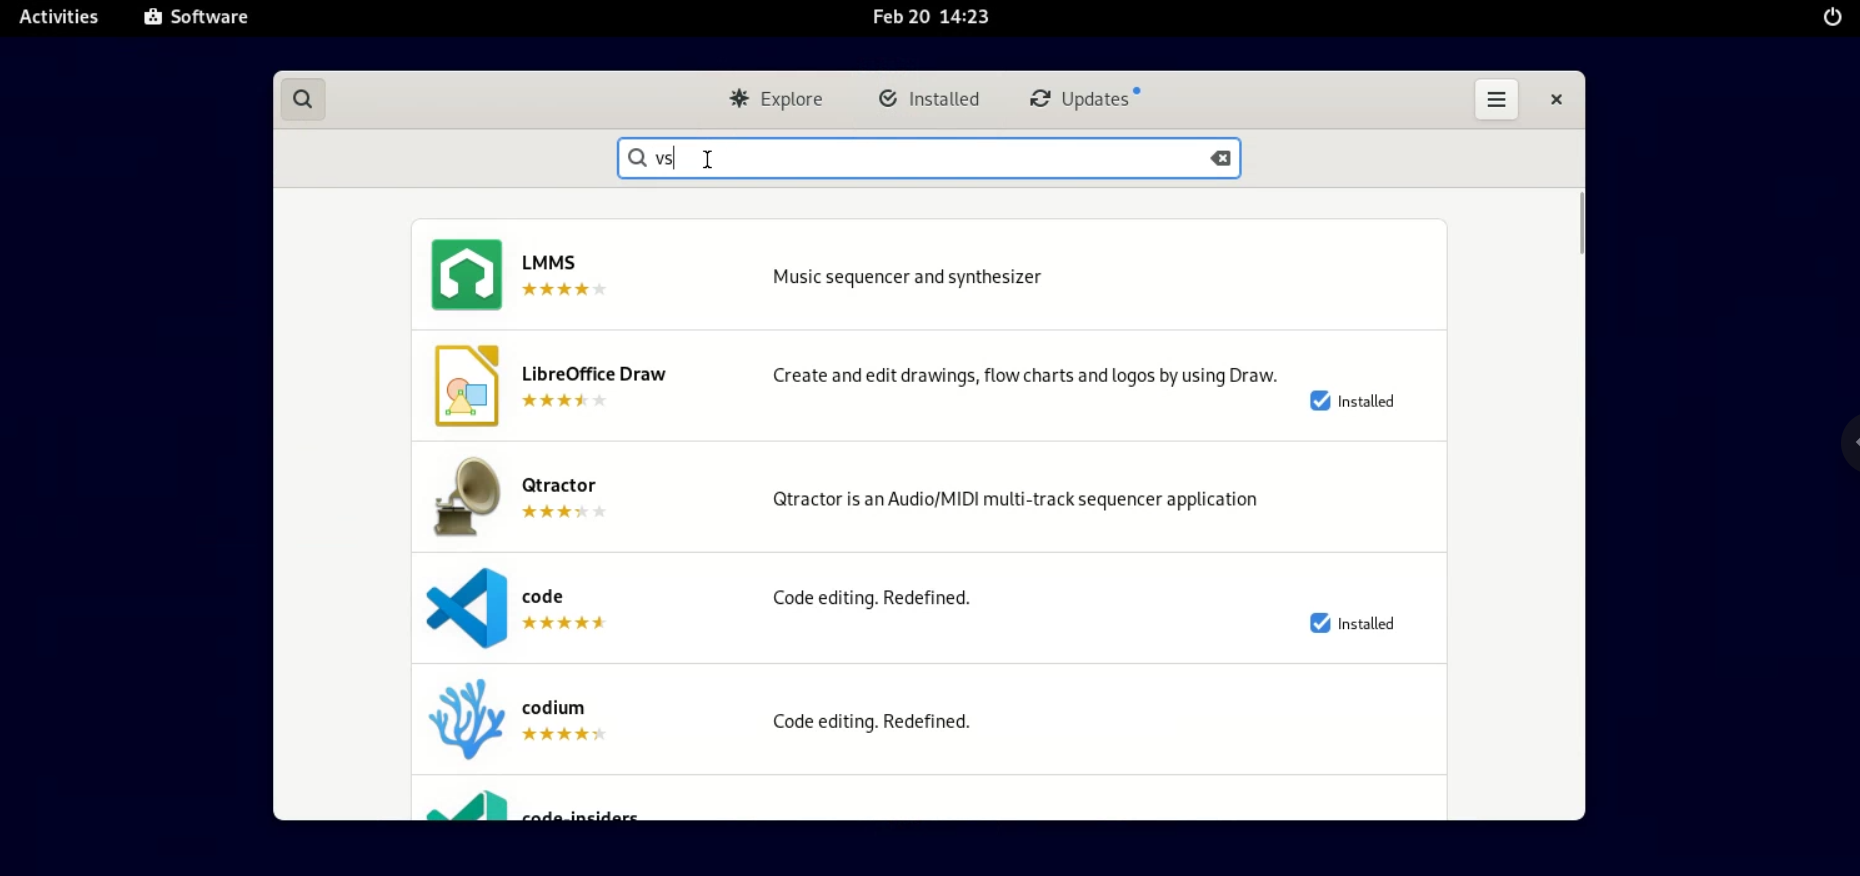 Activities Software Feb 20 14:23
Explore Installed Updates
vs
LMMS
Music sequencer and synthesizer
LibreOffice Draw
Create and edit drawings, flow charts and logos by using Draw.
Installed
Qtractor
Qtractor is an Audio/MIDI multi-track sequencer application
code
Code editing. Redefined.
Installed
codium
Code editing. Redefined.
code-insiders